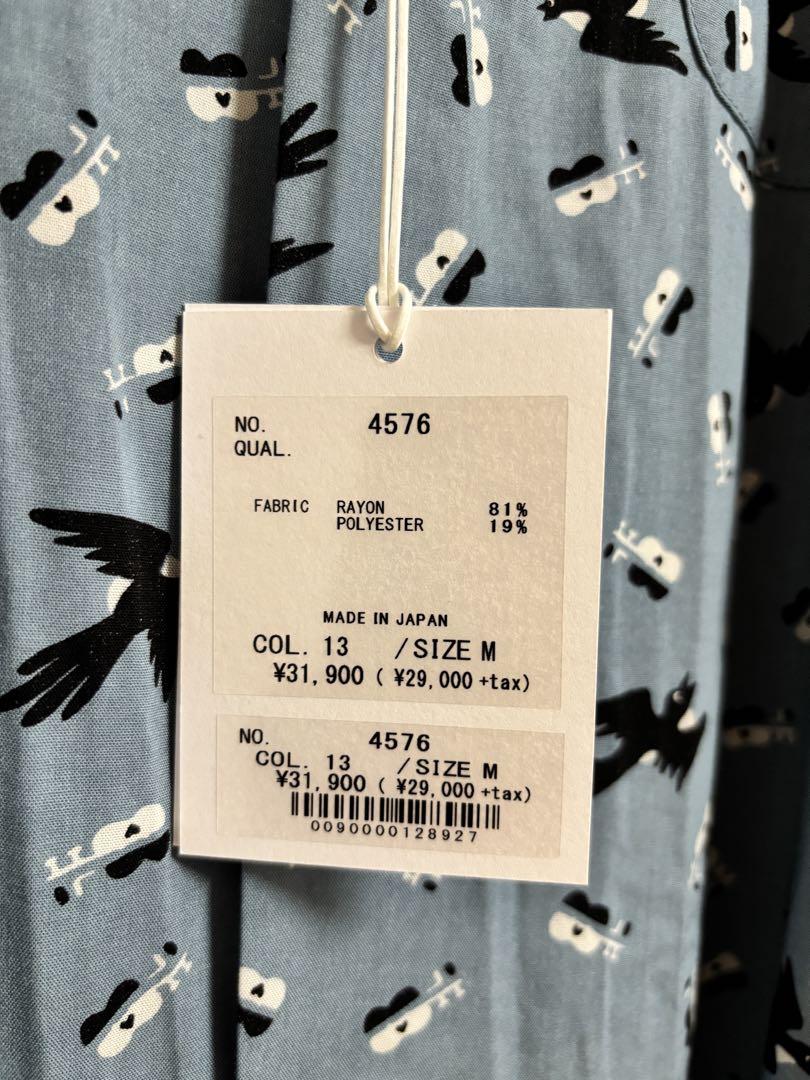 NO. 4576
QUAL.
FABRIC RAYON 81%
POLYESTER 19%
MADE IN JAPAN
COL. 13 /SIZE M
¥31,900 ( ¥29,000 +tax)
NO. 4576
COL. 13 /SIZE M
¥31,900 ( ¥29,000 +tax)
0090000128927